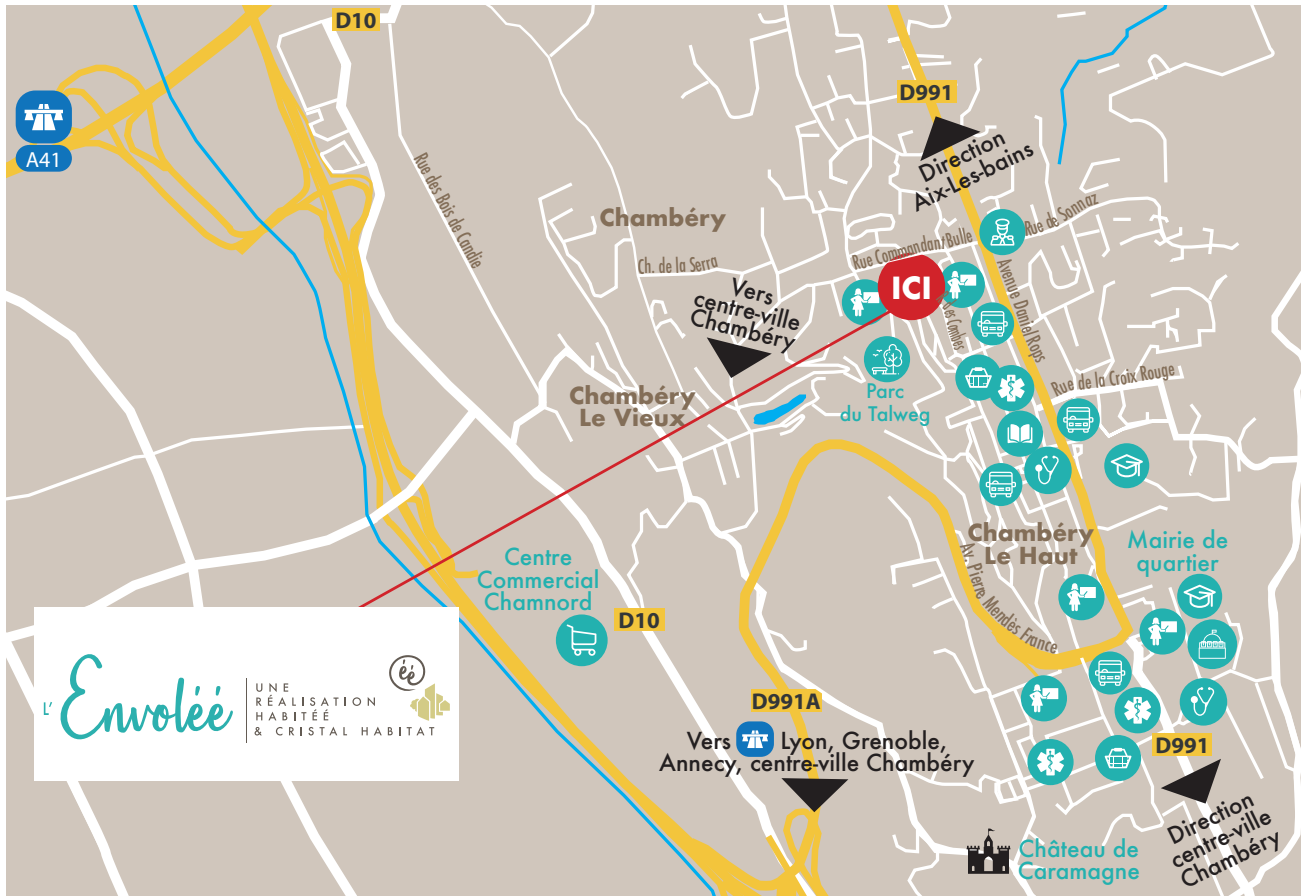 D10
D991
A41
Direction
Aix-Les-bains
Rue des Bois de Candie
Chambéry
Rue de Sonnaz
Rue Commandant Bulle
Ch. de la Serra
ICI
Vers
centre-ville
Chambéry
Avenue Daniel Rops
des Combes
Parc
du Talweg
Rue de la Croix Rouge
Chambéry
Le Vieux
Chambéry
Le Haut
Mairie de
quartier
Centre
Commercial
Chamnord
Av. Pierre Mendès France
D10
L'Envoléé
UNE
RÉALISATION
HABITÉÉ
& CRISTAL HABITAT
éé
D991A
Vers Lyon, Grenoble,
Annecy, centre-ville Chambéry
D991
Direction
centre-ville
Chambéry
Château de
Caramagne